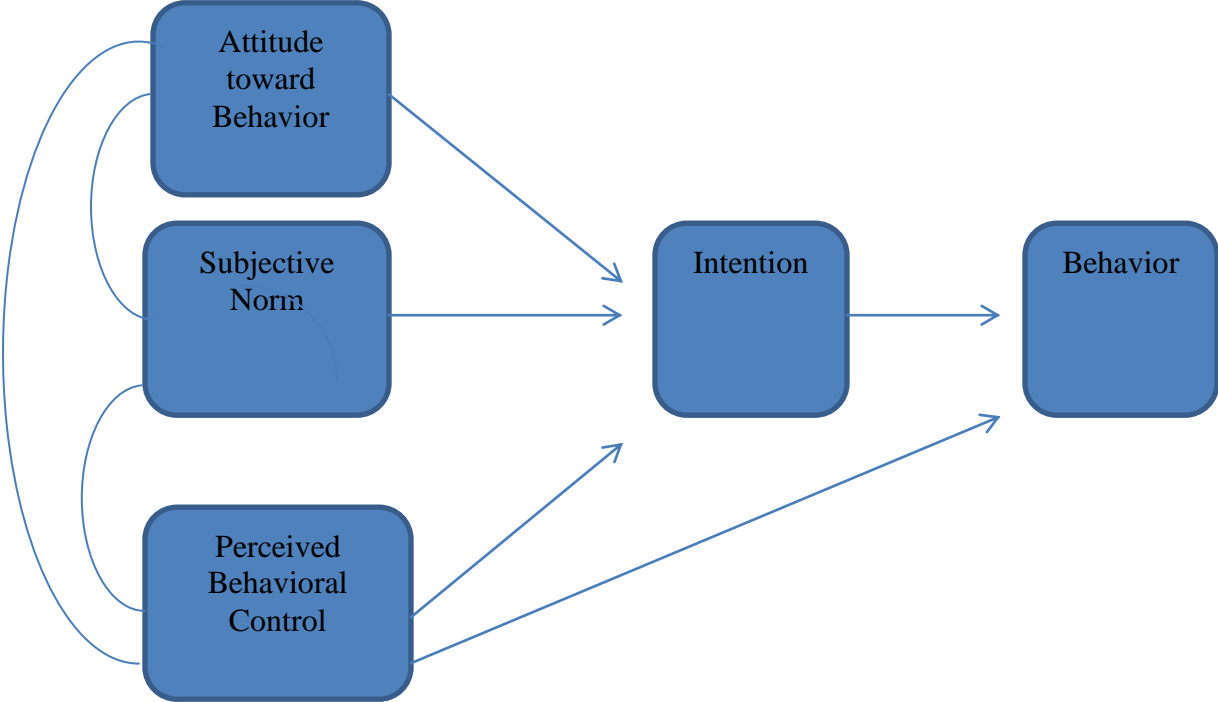 Attitude
toward
Behavior
Subjective
Norm
Intention
Behavior
Perceived
Behavioral
Control